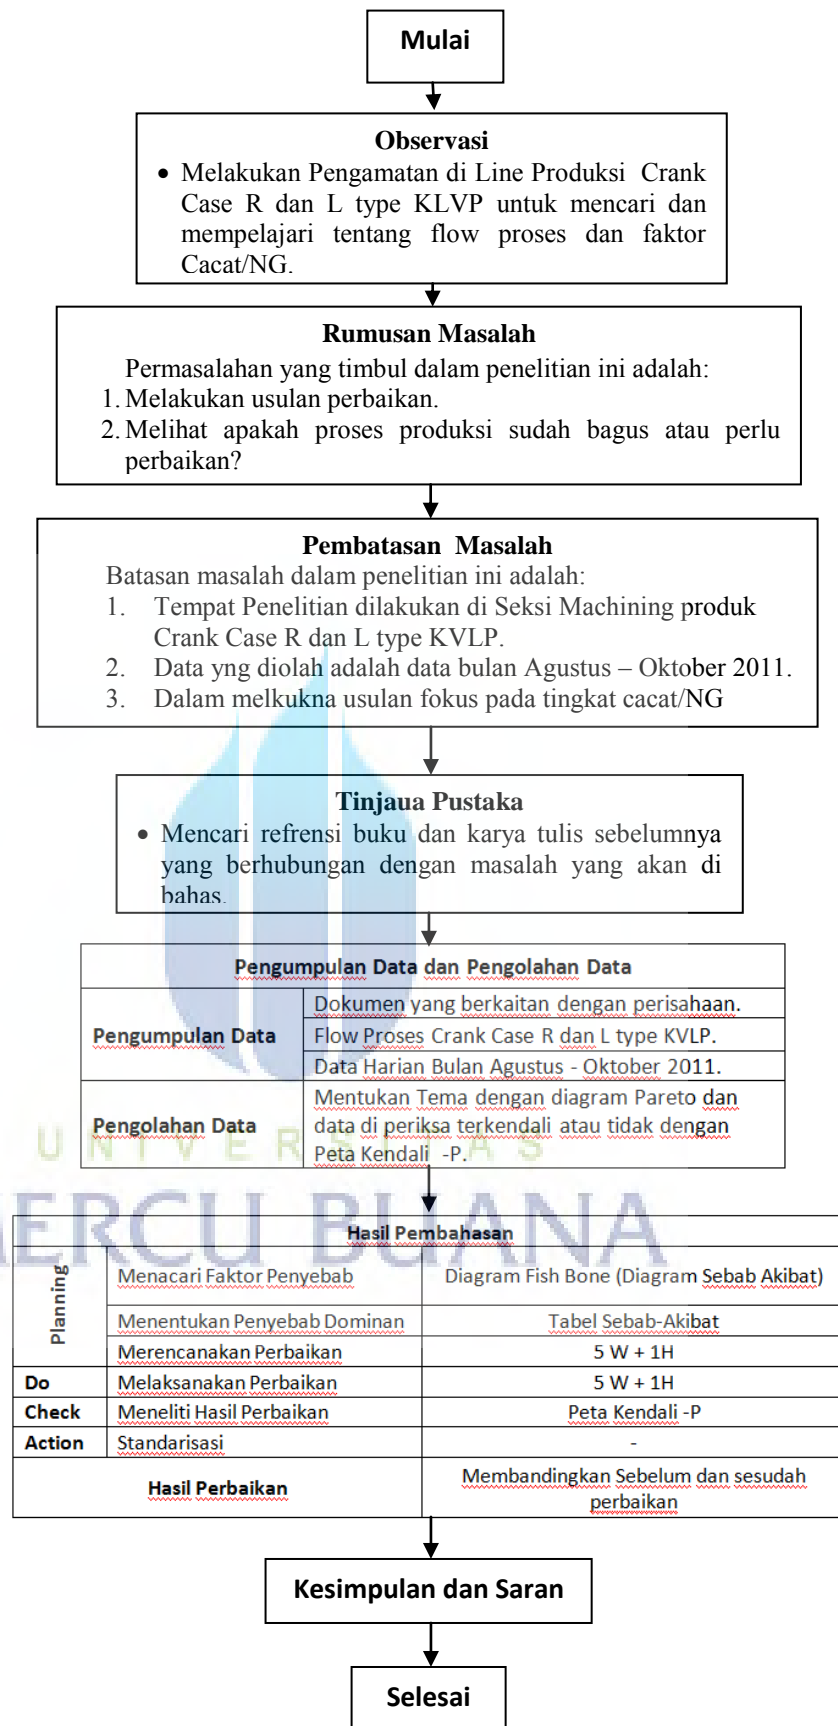 Mulai
Observasi
• Melakukan Pengamatan di Line Produksi Crank
Case R dan L type KLVP untuk mencari dan
mempelajari tentang flow proses dan faktor
Cacat/NG.
Rumusan Masalah
Permasalahan yang timbul dalam penelitian ini adalah:
1. Melakukan usulan perbaikan.
2. Melihat apakah proses produksi sudah bagus atau perlu
perbaikan?
Pembatasan Masalah
Batasan masalah dalam penelitian ini adalah:
1. Tempat Penelitian dilakukan di Seksi Machining produk
Crank Case R dan L type KVLP.
2. Data yng diolah adalah data bulan Agustus – Oktober 2011.
3. Dalam melkukna usulan fokus pada tingkat cacat/NG
Tinjaua Pustaka
• Mencari refrensi buku dan karya tulis sebelumnya
yang berhubungan dengan masalah yang akan di
bahas.
Pengumpulan Data dan Pengolahan Data
Pengumpulan Data
Dokumen yang berkaitan dengan perisahaan.
Flow Proses Crank Case R dan L type KVLP.
Data Harian Bulan Agustus - Oktober 2011.
Pengolahan Data
Mentukan Tema dengan diagram Pareto dan
data di periksa terkendali atau tidak dengan
Peta Kendali -P.
UNIVERSITAS
MERCU BUANA
Hasil Pembahasan
Planning
Menacari Faktor Penyebab
Diagram Fish Bone (Diagram Sebab Akibat)
Menentukan Penyebab Dominan
Tabel Sebab-Akibat
Merencanakan Perbaikan
5 W + 1H
Do
Melaksanakan Perbaikan
5 W + 1H
Check
Meneliti Hasil Perbaikan
Peta Kendali -P
Action
Standarisasi
-
Hasil Perbaikan
Membandingkan Sebelum dan sesudah
perbaikan
Kesimpulan dan Saran
Selesai